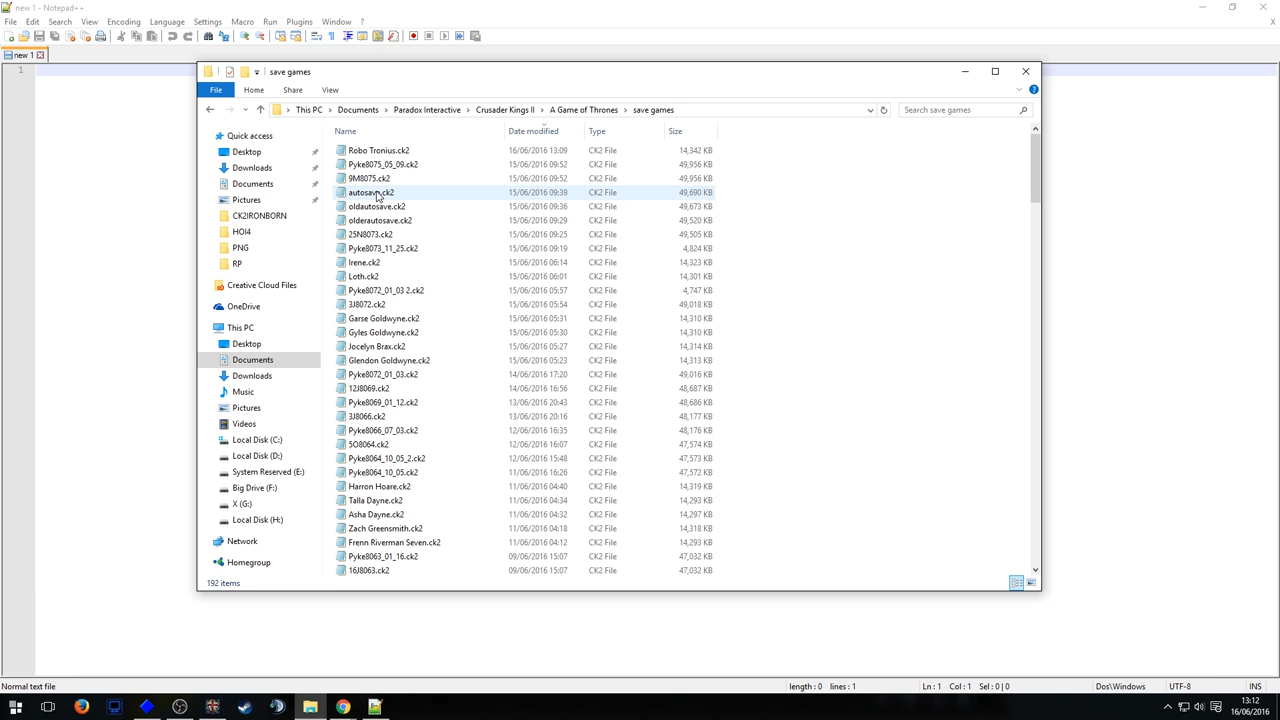 new 1 - Notepad++
File Edit Search View Encoding Language Settings Macro Run Plugins Window ?
X
new 1
1
save games
File Home Share View
This PC Documents Paradox Interactive Crusader Kings II A Game of Thrones save games
Search save games
Quick access
Desktop
Downloads
Documents
Pictures
CK2IRONBORN
HOI4
PNG
RP
Creative Cloud Files
OneDrive
This PC
Desktop
Documents
Downloads
Music
Pictures
Videos
Local Disk (C:)
Local Disk (D:)
System Reserved (E:)
Big Drive (F:)
X (G:)
Local Disk (H:)
Network
Homegroup
Name Date modified Type Size
Robo Tronius.ck2 16/06/2016 13:09 CK2 File 14,342 KB
Pyke8075_05_09.ck2 15/06/2016 09:52 CK2 File 49,956 KB
9M8075.ck2 15/06/2016 09:52 CK2 File 49,956 KB
autosave.ck2 15/06/2016 09:39 CK2 File 49,690 KB
oldautosave.ck2 15/06/2016 09:36 CK2 File 49,673 KB
olderautosave.ck2 15/06/2016 09:29 CK2 File 49,520 KB
25N8073.ck2 15/06/2016 09:25 CK2 File 49,505 KB
Pyke8073_11_25.ck2 15/06/2016 09:19 CK2 File 4,824 KB
Irene.ck2 15/06/2016 06:14 CK2 File 14,323 KB
Loth.ck2 15/06/2016 06:01 CK2 File 14,301 KB
Pyke8072_01_03 2.ck2 15/06/2016 05:57 CK2 File 4,747 KB
3J8072.ck2 15/06/2016 05:54 CK2 File 49,018 KB
Garse Goldwyne.ck2 15/06/2016 05:31 CK2 File 14,310 KB
Gyles Goldwyne.ck2 15/06/2016 05:30 CK2 File 14,310 KB
Jocelyn Brax.ck2 15/06/2016 05:27 CK2 File 14,314 KB
Glendon Goldwyne.ck2 15/06/2016 05:23 CK2 File 14,313 KB
Pyke8072_01_03.ck2 14/06/2016 17:20 CK2 File 49,016 KB
12J8069.ck2 14/06/2016 16:56 CK2 File 48,687 KB
Pyke8069_01_12.ck2 13/06/2016 20:43 CK2 File 48,686 KB
3J8066.ck2 13/06/2016 20:16 CK2 File 48,177 KB
Pyke8066_07_03.ck2 12/06/2016 16:35 CK2 File 48,176 KB
5O8064.ck2 12/06/2016 16:07 CK2 File 47,574 KB
Pyke8064_10_05_2.ck2 12/06/2016 15:48 CK2 File 47,573 KB
Pyke8064_10_05.ck2 11/06/2016 16:26 CK2 File 47,572 KB
Harron Hoare.ck2 11/06/2016 04:40 CK2 File 14,319 KB
Talla Dayne.ck2 11/06/2016 04:34 CK2 File 14,293 KB
Asha Dayne.ck2 11/06/2016 04:32 CK2 File 14,297 KB
Zach Greensmith.ck2 11/06/2016 04:18 CK2 File 14,318 KB
Frenn Riverman Seven.ck2 11/06/2016 04:12 CK2 File 14,293 KB
Pyke8063_01_16.ck2 09/06/2016 15:07 CK2 File 47,032 KB
16J8063.ck2 09/06/2016 15:07 CK2 File 47,032 KB
192 items
Normal text file length : 0 lines : 1 Ln : 1 Col : 1 Sel : 0 | 0 Dos\Windows UTF-8 INS
13:12
16/06/2016